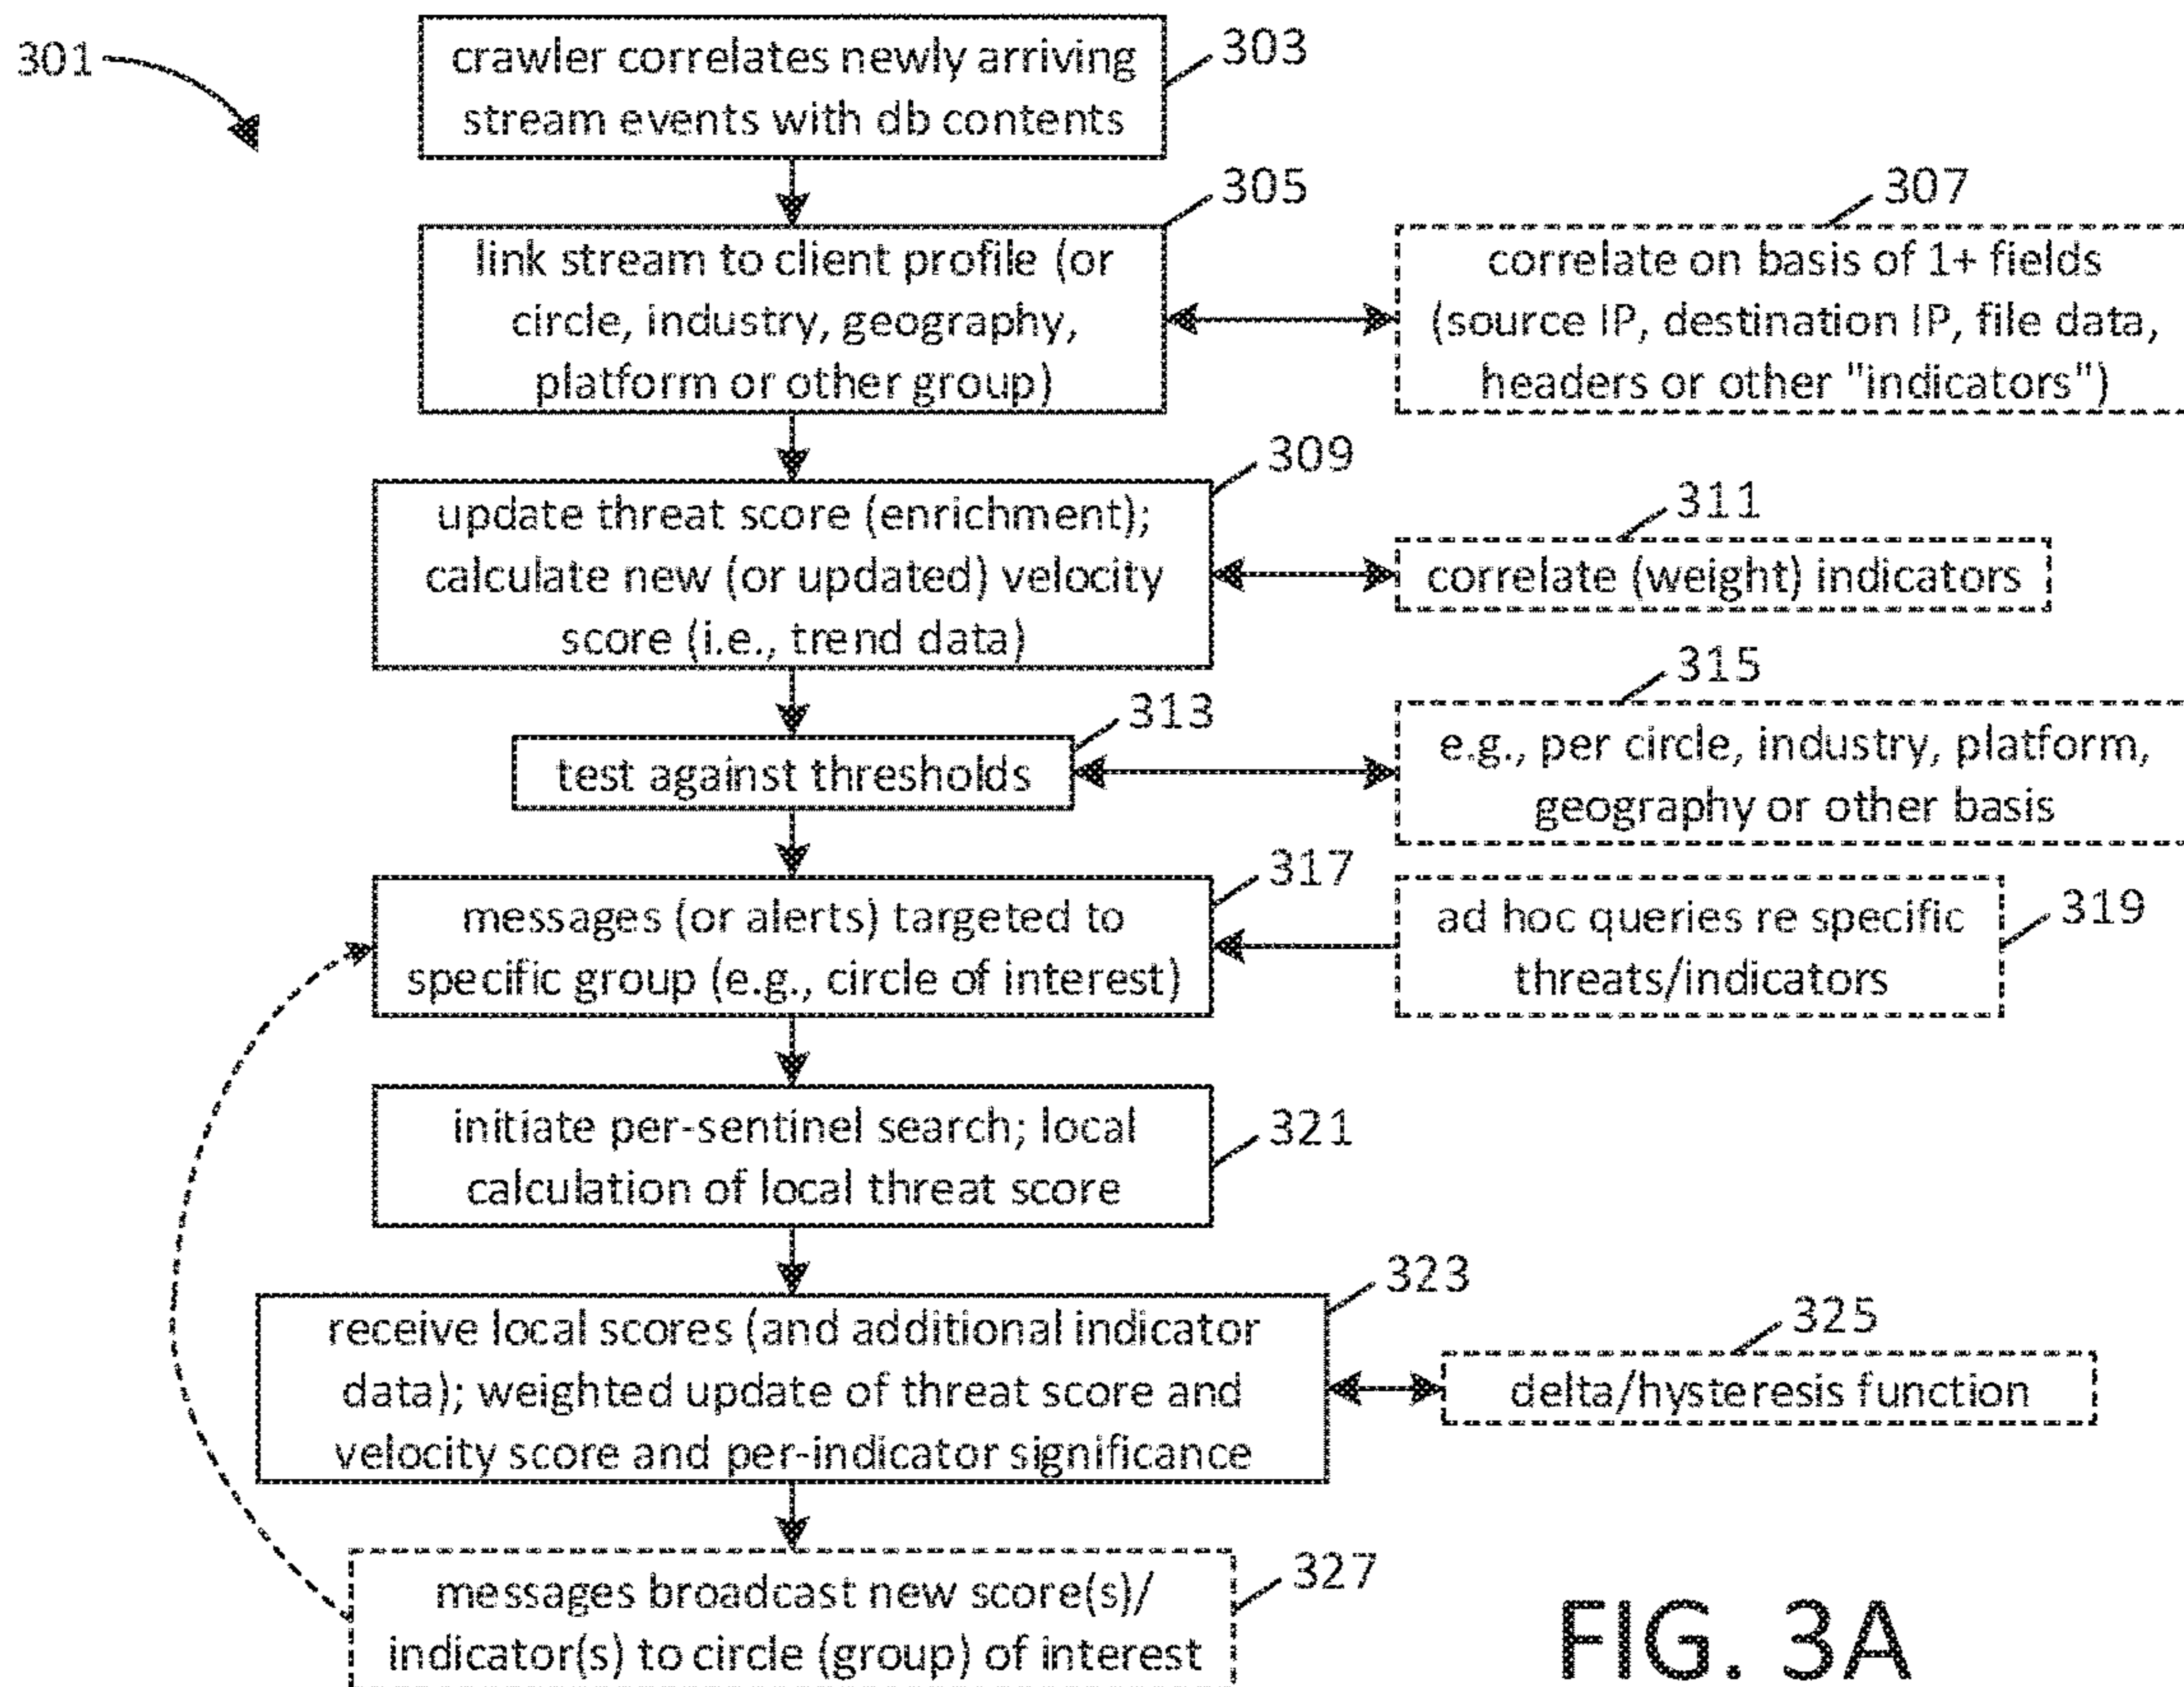 301
crawler correlates newly arriving
stream events with db contents
303
305
link stream to client profile (or
circle, industry, geography,
platform or other group)
307
correlate on basis of 1+ fields
(source IP, destination IP, file data,
headers or other "indicators")
309
update threat score (enrichment);
calculate new (or updated) velocity
score (i.e., trend data)
311
correlate (weight) indicators
313
test against thresholds
315
e.g., per circle, industry, platform,
geography or other basis
317
messages (or alerts) targeted to
specific group (e.g., circle of interest)
ad hoc queries re specific
threats/indicators
319
initiate per-sentinel search; local
calculation of local threat score
321
323
receive local scores (and additional indicator
data); weighted update of threat score and
velocity score and per-indicator significance
325
delta/hysteresis function
messages broadcast new score(s)/
indicator(s) to circle (group) of interest
327
FIG. 3A